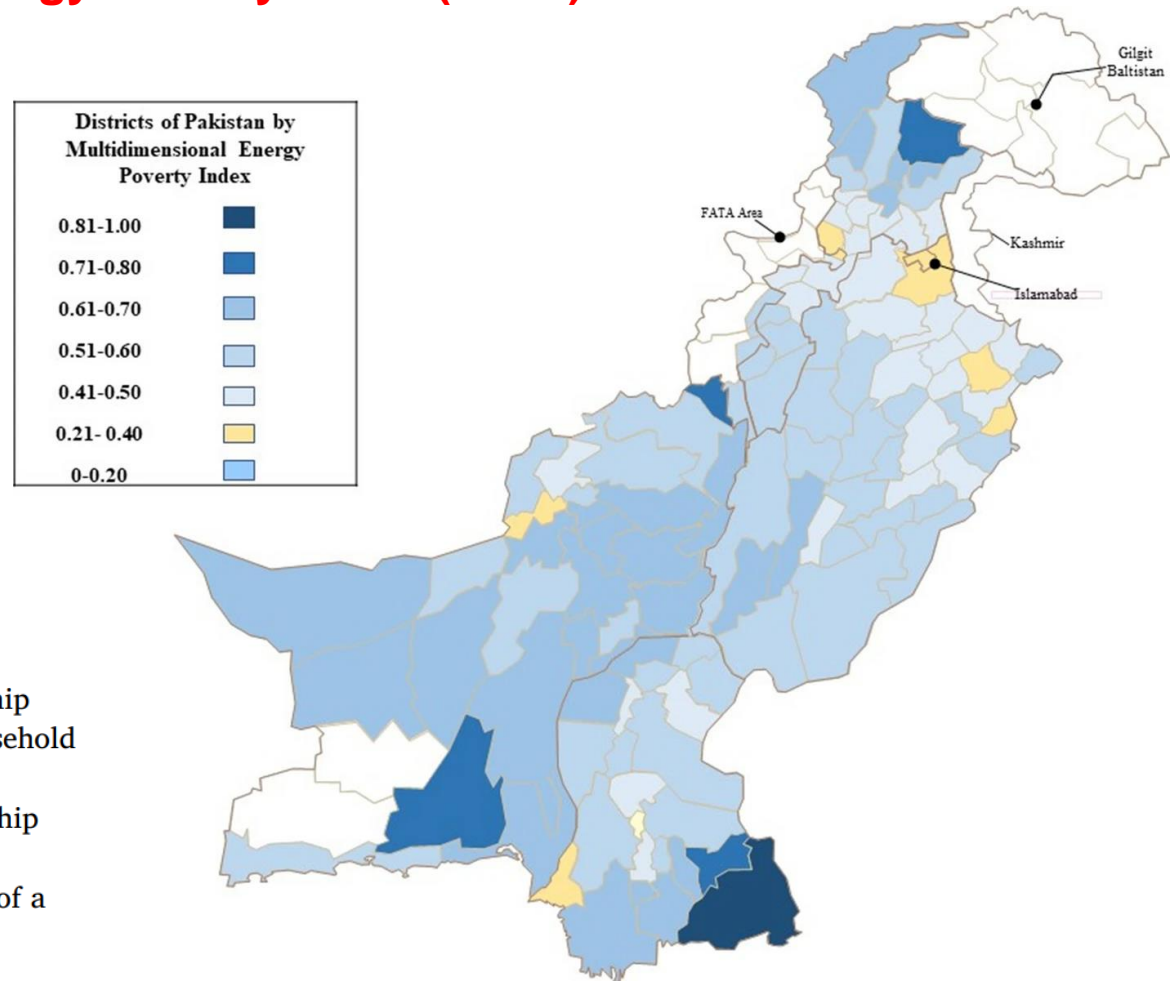 Districts of Pakistan by
Multidimensional Energy
Poverty Index
0.81-1.00
0.71-0.80
0.61-0.70
0.51-0.60
0.41-0.50
0.21- 0.40
0-0.20
Gilgit
Baltistan
FATA Area
Kashmir
Islamabad
hip
sehold
hip
of a